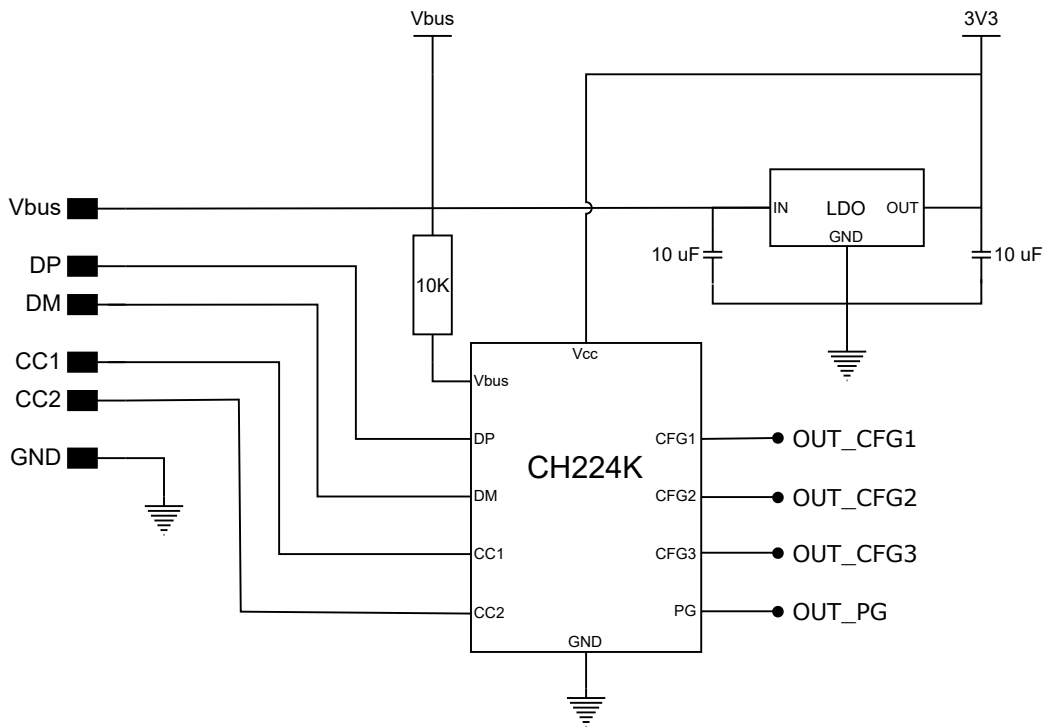 Vbus
3V3
Vbus
IN LDO OUT
GND
10 uF
10 uF
DP
DM
10K
CC1
CC2
GND
Vcc
Vbus
DP
DM
CC1
CC2
CH224K
CFG1
CFG2
CFG3
PG
GND
OUT_CFG1
OUT_CFG2
OUT_CFG3
OUT_PG